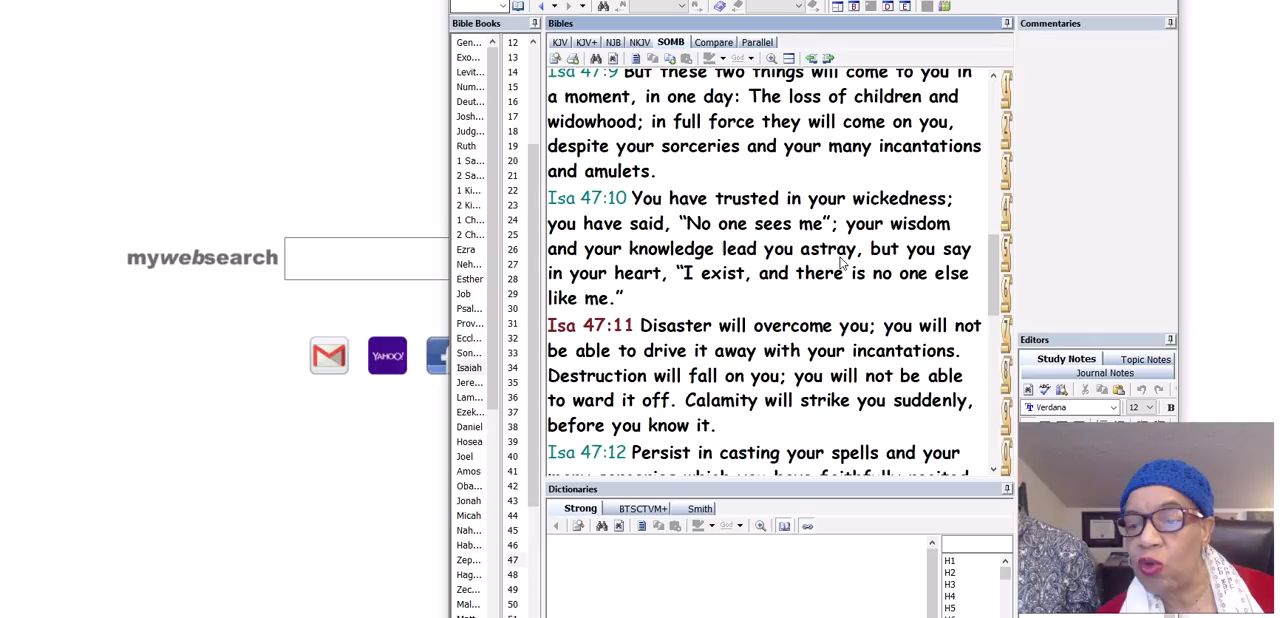 Bible Books
Bibles
Commentaries
KJV KJV+ NJB NKJV SOMB Compare Parallel
Gen...
Exo...
Levit...
Num...
Deut...
Josh...
Judg...
Ruth
1 Sa...
2 Sa...
1 Ki...
2 Ki...
1 Ch...
2 Ch...
Ezra
Neh...
Esther
Job
Psal...
Prov...
Eccl...
Son...
Isaiah
Jere...
Lam...
Ezek...
Daniel
Hosea
Joel
Amos
Oba...
Jonah
Micah
Nah...
Hab...
Zep...
Hag...
Zec...
Mal...
12
13
14
15
16
17
18
19
20
21
22
23
24
25
26
27
28
29
30
31
32
33
34
35
36
37
38
39
40
41
42
43
44
45
46
47
48
49
50
Isa 47:9 But these two things will come to you in
a moment, in one day: The loss of children and
widowhood; in full force they will come on you,
despite your sorceries and your many incantations
and amulets.
Isa 47:10 You have trusted in your wickedness;
you have said, “No one sees me”; your wisdom
and your knowledge lead you astray, but you say
in your heart, “I exist, and there is no one else
like me.”
Isa 47:11 Disaster will overcome you; you will not
be able to drive it away with your incantations.
Destruction will fall on you; you will not be able
to ward it off. Calamity will strike you suddenly,
before you know it.
Isa 47:12 Persist in casting your spells and your
many sorceries which you have faithfully recited
mywebsearch
YAHOO!
Dictionaries
Strong BTSCTVM+ Smith
H1
H2
H3
H4
H5
Editors
Study Notes Topic Notes
Journal Notes
Verdana 12 B